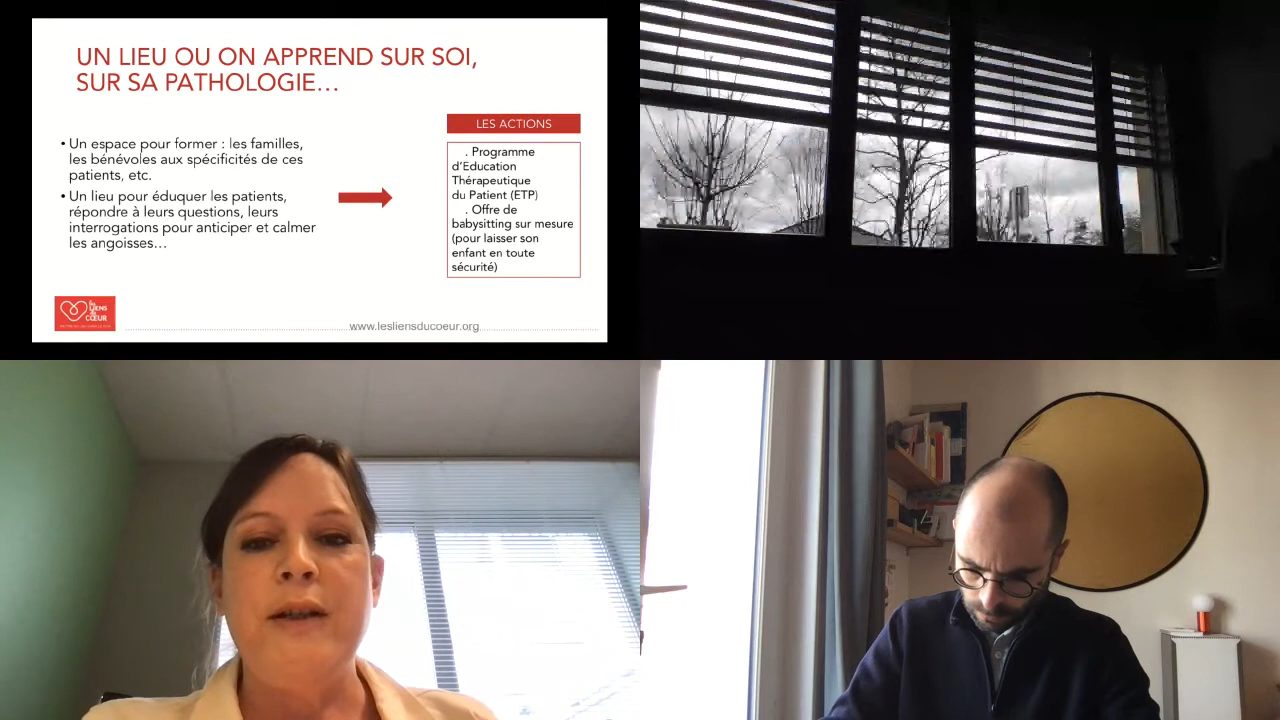 UN LIEU OU ON APPREND SUR SOI,
SUR SA PATHOLOGIE…
• Un espace pour former : les familles,
les bénévoles aux spécificités de ces
patients, etc.
• Un lieu pour éduquer les patients,
répondre à leurs questions, leurs
interrogations pour anticiper et calmer
les angoisses…
LES ACTIONS
. Programme
d’Education
Thérapeutique
du Patient (ETP)
. Offre de
babysitting sur mesure
(pour laisser son
enfant en toute
sécurité)
LIENS
CŒUR
www.lesliensducoeur.org